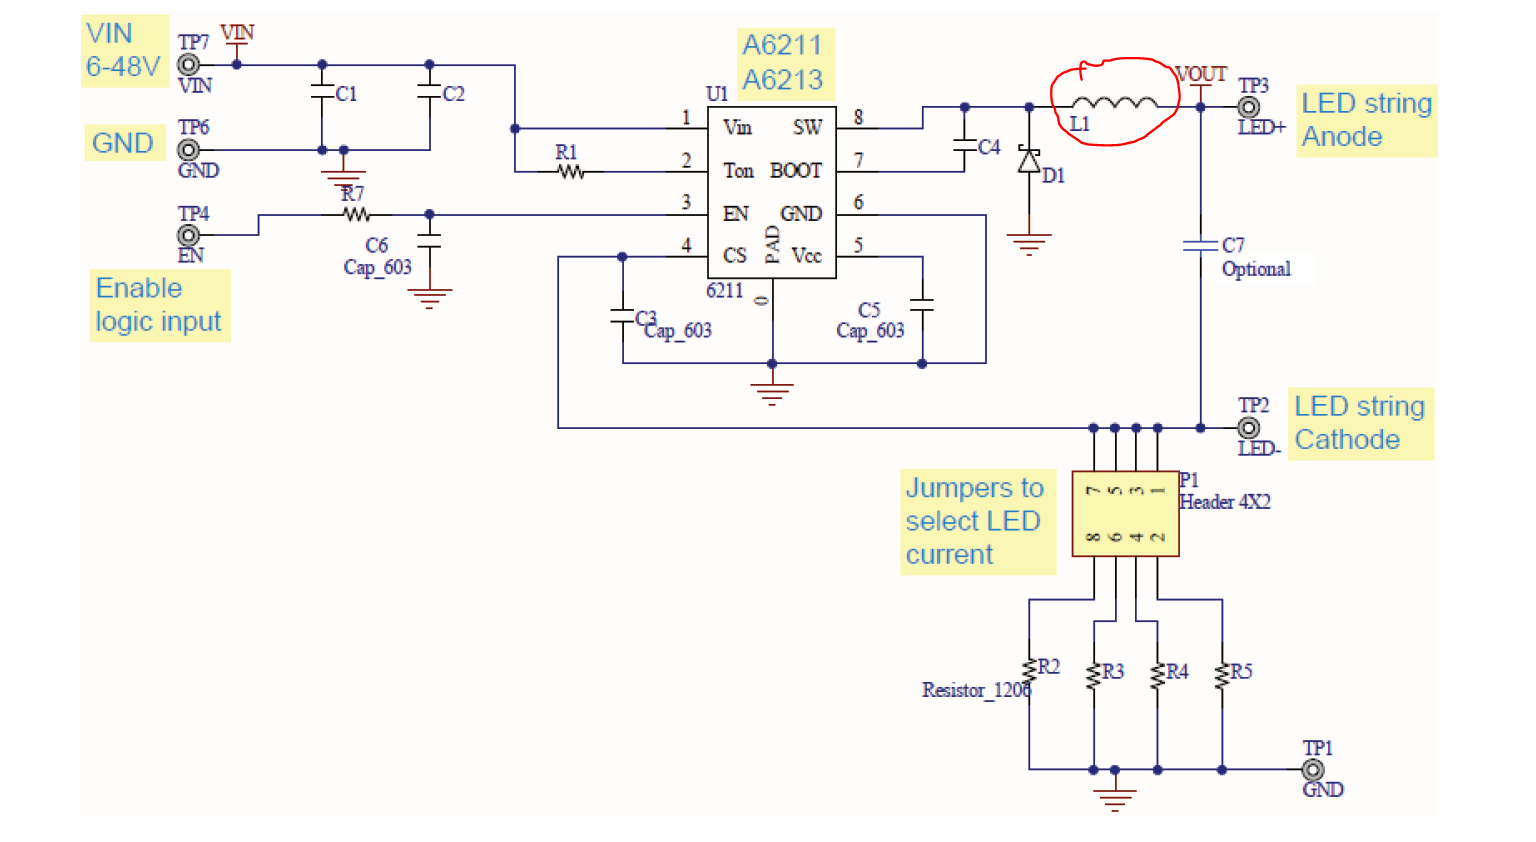 VIN
6-48V
TP7
VIN
VIN
C1
C2
GND
TP6
GND
R7
TP4
EN
C6
Cap_603
Enable
logic input
R1
A6211
A6213
U1
1
Vin
SW
8
2
Ton
BOOT
7
3
EN
GND
6
4
CS
PAD
Vcc
5
6211
0
C3
Cap_603
C5
Cap_603
C4
D1
L1
VOUT
TP3
LED+
LED string
Anode
C7
Optional
TP2
LED-
LED string
Cathode
Jumpers to
select LED
current
P1
Header 4X2
7 5 3 1
8 6 4 2
R2
Resistor_1206
R3
R4
R5
TP1
GND